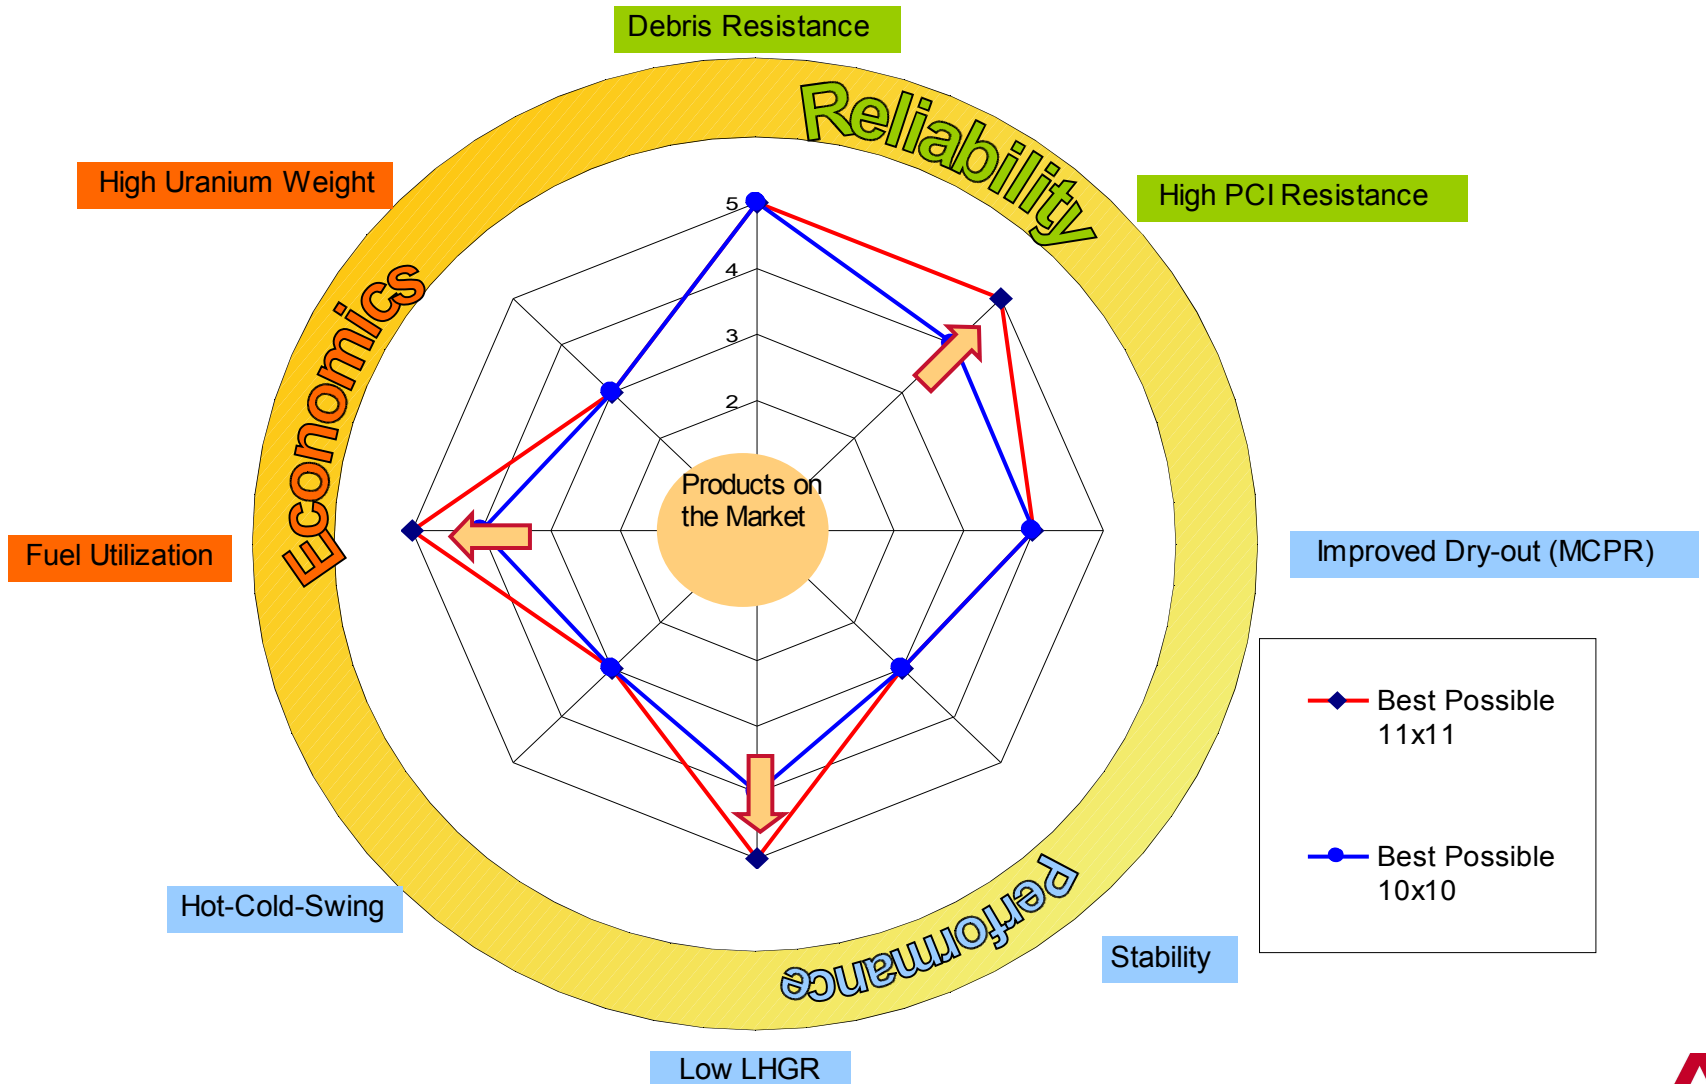 Debris Resistance
Reliability
High Uranium Weight
High PCI Resistance
5
4
3
2
Economics
Products on
the Market
Fuel Utilization
Improved Dry-out (MCPR)
Best Possible
11x11
Best Possible
10x10
Hot-Cold-Swing
Performance
Stability
Low LHGR